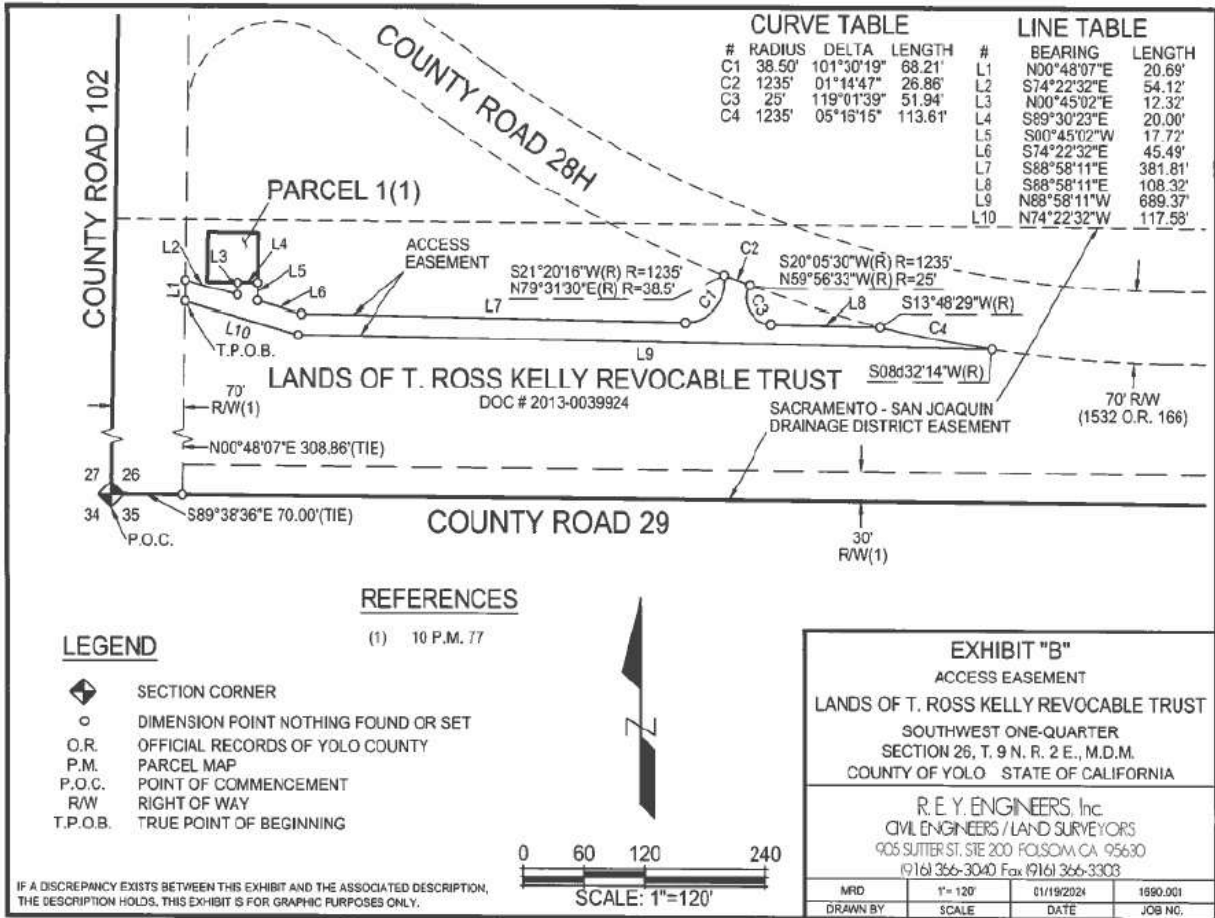 CURVE TABLE
# RADIUS DELTA LENGTH
C1 38.50' 101°30'19" 68.21'
C2 1235' 01°14'47" 26.86'
C3 25' 119°01'39" 51.94'
C4 1235' 05°16'15" 113.61'
LINE TABLE
# BEARING LENGTH
L1 N00°48'07"E 20.69'
L2 S74°22'32"E 54.12'
L3 N00°45'02"E 12.32'
L4 S89°30'23"E 20.00'
L5 S00°45'02"W 17.72'
L6 S74°22'32"E 45.49'
L7 S88°58'11"E 381.81'
L8 S88°58'11"E 108.32'
L9 N88°58'11"W 689.37'
L10 N74°22'32"W 117.58'
COUNTY ROAD 102
COUNTY ROAD 28H
PARCEL 1(1)
L2
L3
L4
L5
L1
L6
L10
T.P.O.B.
ACCESS
EASEMENT
S21°20'16"W(R) R=1235'
N79°31'30"E(R) R=38.5'
L7
C1
C2
S20°05'30"W(R) R=1235'
N59°56'33"W(R) R=25'
C3
L8
S13°48'29"W(R)
C4
L9
S08d32'14"W(R)
LANDS OF T. ROSS KELLY REVOCABLE TRUST
DOC # 2013-0039924
70'
R/W(1)
N00°48'07"E 308.86'(TIE)
SACRAMENTO - SAN JOAQUIN
DRAINAGE DISTRICT EASEMENT
70' R/W
(1532 O.R. 166)
27 26
34 35
S89°38'36"E 70.00'(TIE)
P.O.C.
COUNTY ROAD 29
30'
R/W(1)
REFERENCES
(1) 10 P.M. 77
LEGEND
SECTION CORNER
DIMENSION POINT NOTHING FOUND OR SET
O.R. OFFICIAL RECORDS OF YOLO COUNTY
P.M. PARCEL MAP
P.O.C. POINT OF COMMENCEMENT
R/W RIGHT OF WAY
T.P.O.B. TRUE POINT OF BEGINNING
IF A DISCREPANCY EXISTS BETWEEN THIS EXHIBIT AND THE ASSOCIATED DESCRIPTION,
THE DESCRIPTION HOLDS, THIS EXHIBIT IS FOR GRAPHIC PURPOSES ONLY.
Z
0 60 120 240
SCALE: 1"=120'
EXHIBIT "B"
ACCESS EASEMENT
LANDS OF T. ROSS KELLY REVOCABLE TRUST
SOUTHWEST ONE-QUARTER
SECTION 26, T. 9 N. R. 2 E., M.D.M.
COUNTY OF YOLO STATE OF CALIFORNIA
R.E.Y. ENGINEERS, Inc.
CIVIL ENGINEERS / LAND SURVEYORS
905 SUTTER ST. STE 200 FOLSOM, CA 95630
(916) 366-3040 Fax (916) 366-3303
MRD 1"= 120' 01/19/2024 1690.001
DRAWN BY SCALE DATE JOB NO.